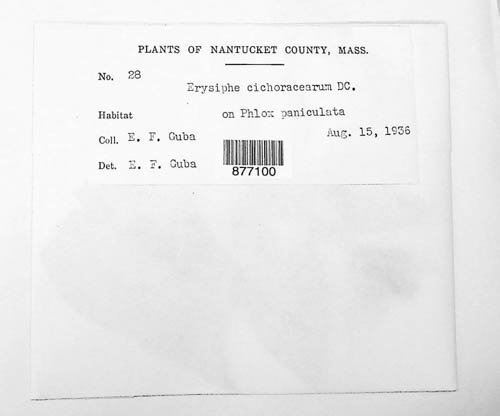 PLANTS OF NANTUCKET COUNTY, MASS.
No. 28
Erysiphe cichoracearum DC.
Habitat on Phlox paniculata
Coll. E. F. Guba Aug. 15, 1936
Det. E. F. Guba
877100